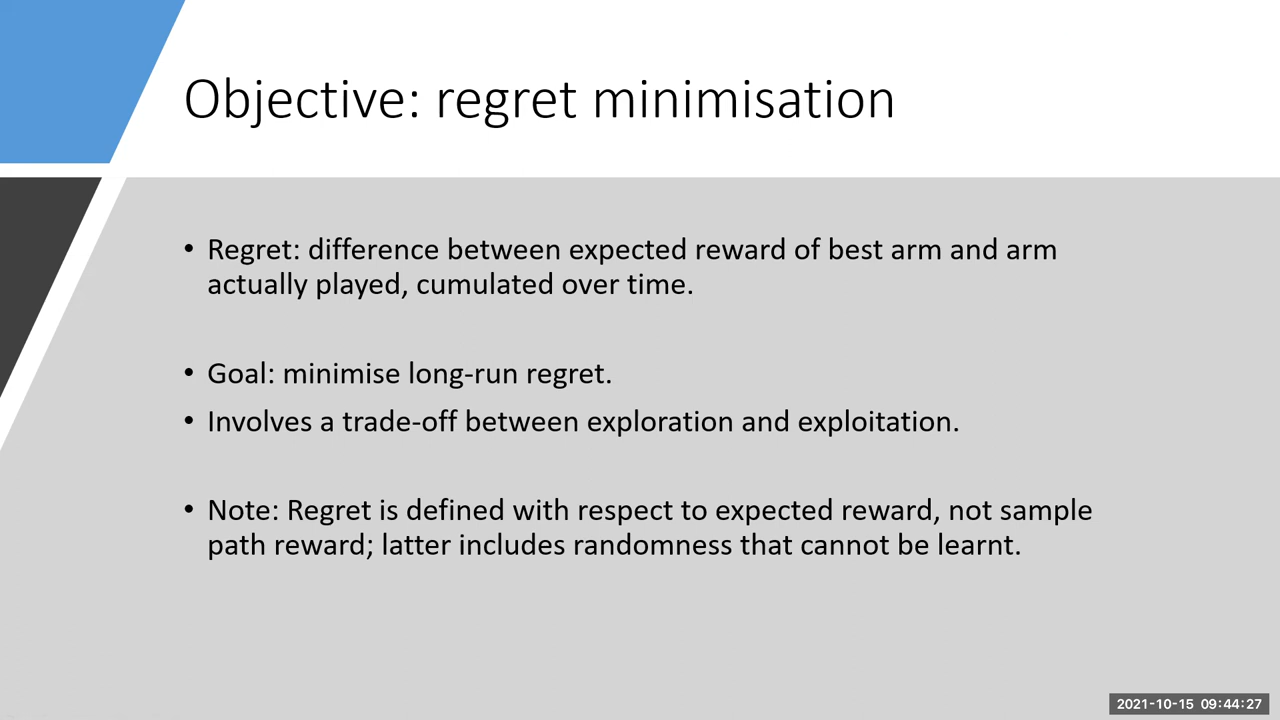 Objective: regret minimisation
• Regret: difference between expected reward of best arm and arm
actually played, cumulated over time.
• Goal: minimise long-run regret.
• Involves a trade-off between exploration and exploitation.
• Note: Regret is defined with respect to expected reward, not sample
path reward; latter includes randomness that cannot be learnt.
2021-10-15 09:44:27